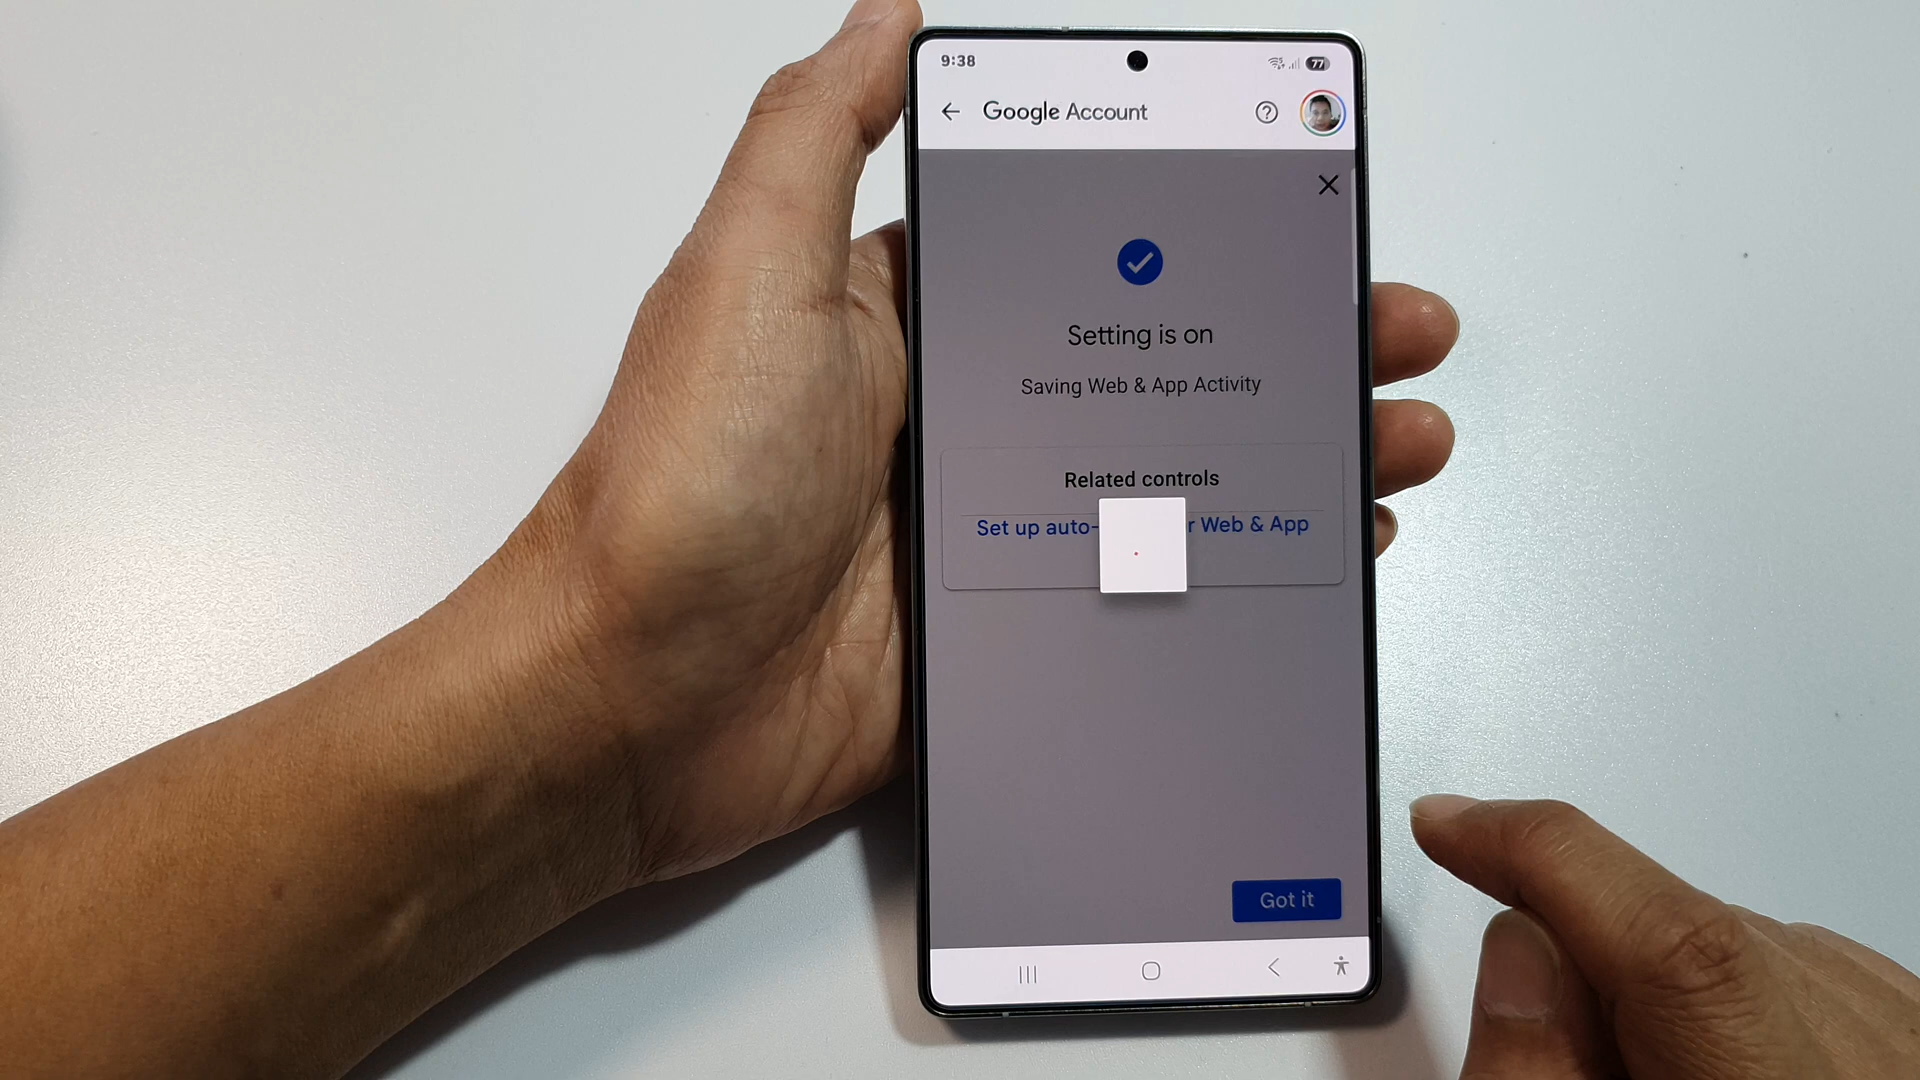 9:38
77
Google Account
Setting is on
Saving Web & App Activity
Related controls
Set up auto- r Web & App
Got it